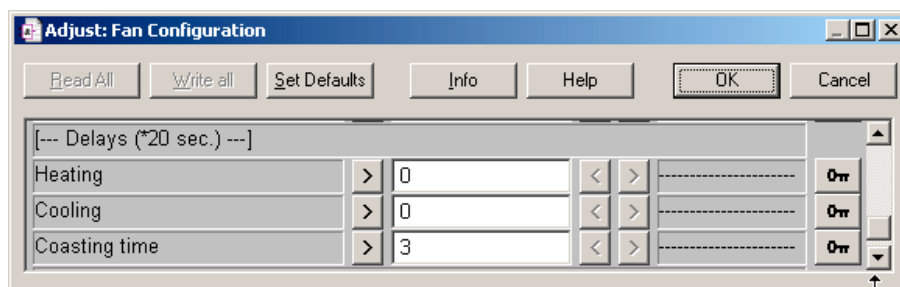 Adjust: Fan Configuration
Read All Write all Set Defaults Info Help OK Cancel
[--- Delays (*20 sec.) ---]
Heating > 0 < > ----------------------
Cooling > 0 < > ----------------------
Coasting time > 3 < > ----------------------